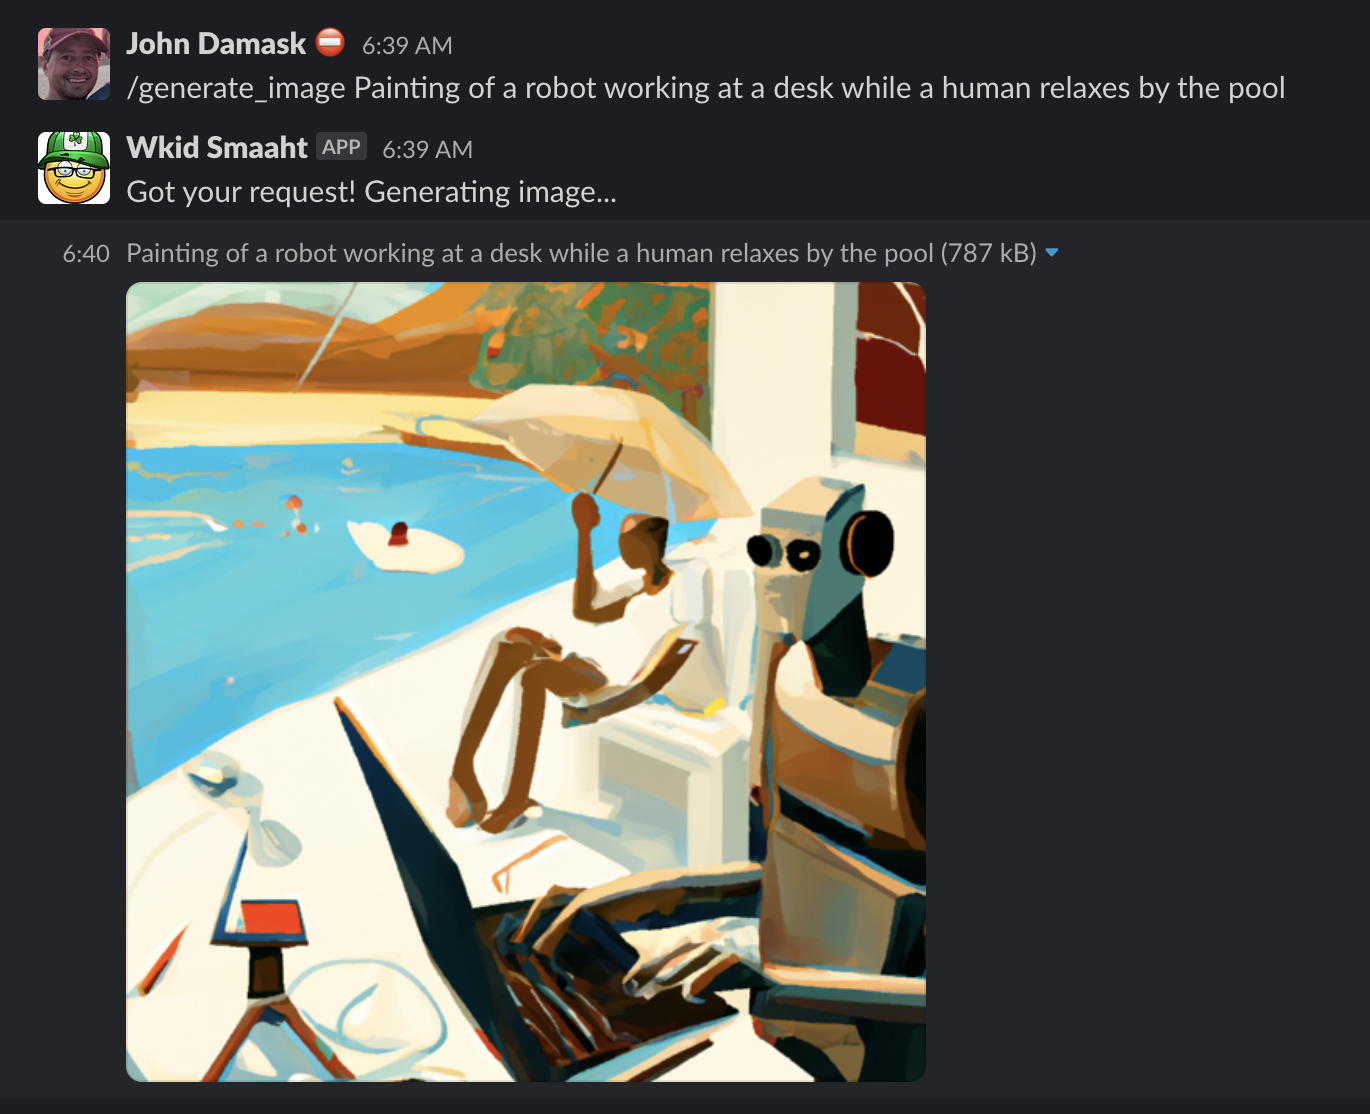 John Damask 6:39 AM
/generate_image Painting of a robot working at a desk while a human relaxes by the pool
Wkid Smaaht APP 6:39 AM
Got your request! Generating image...
6:40 Painting of a robot working at a desk while a human relaxes by the pool (787 kB)